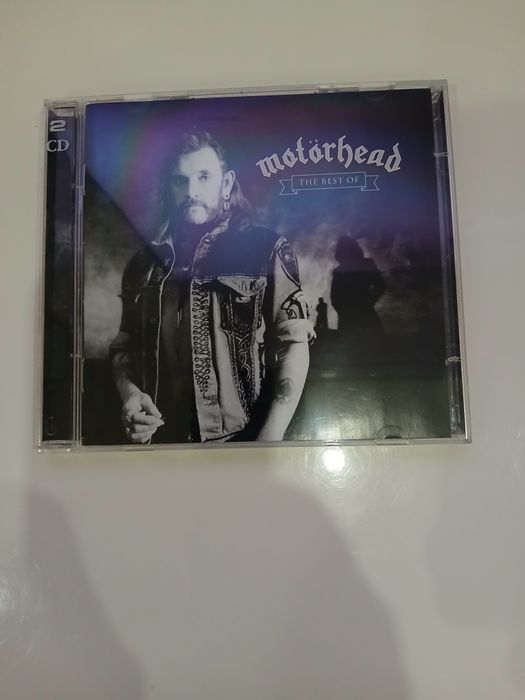 2
CD
motörhead
THE BEST OF